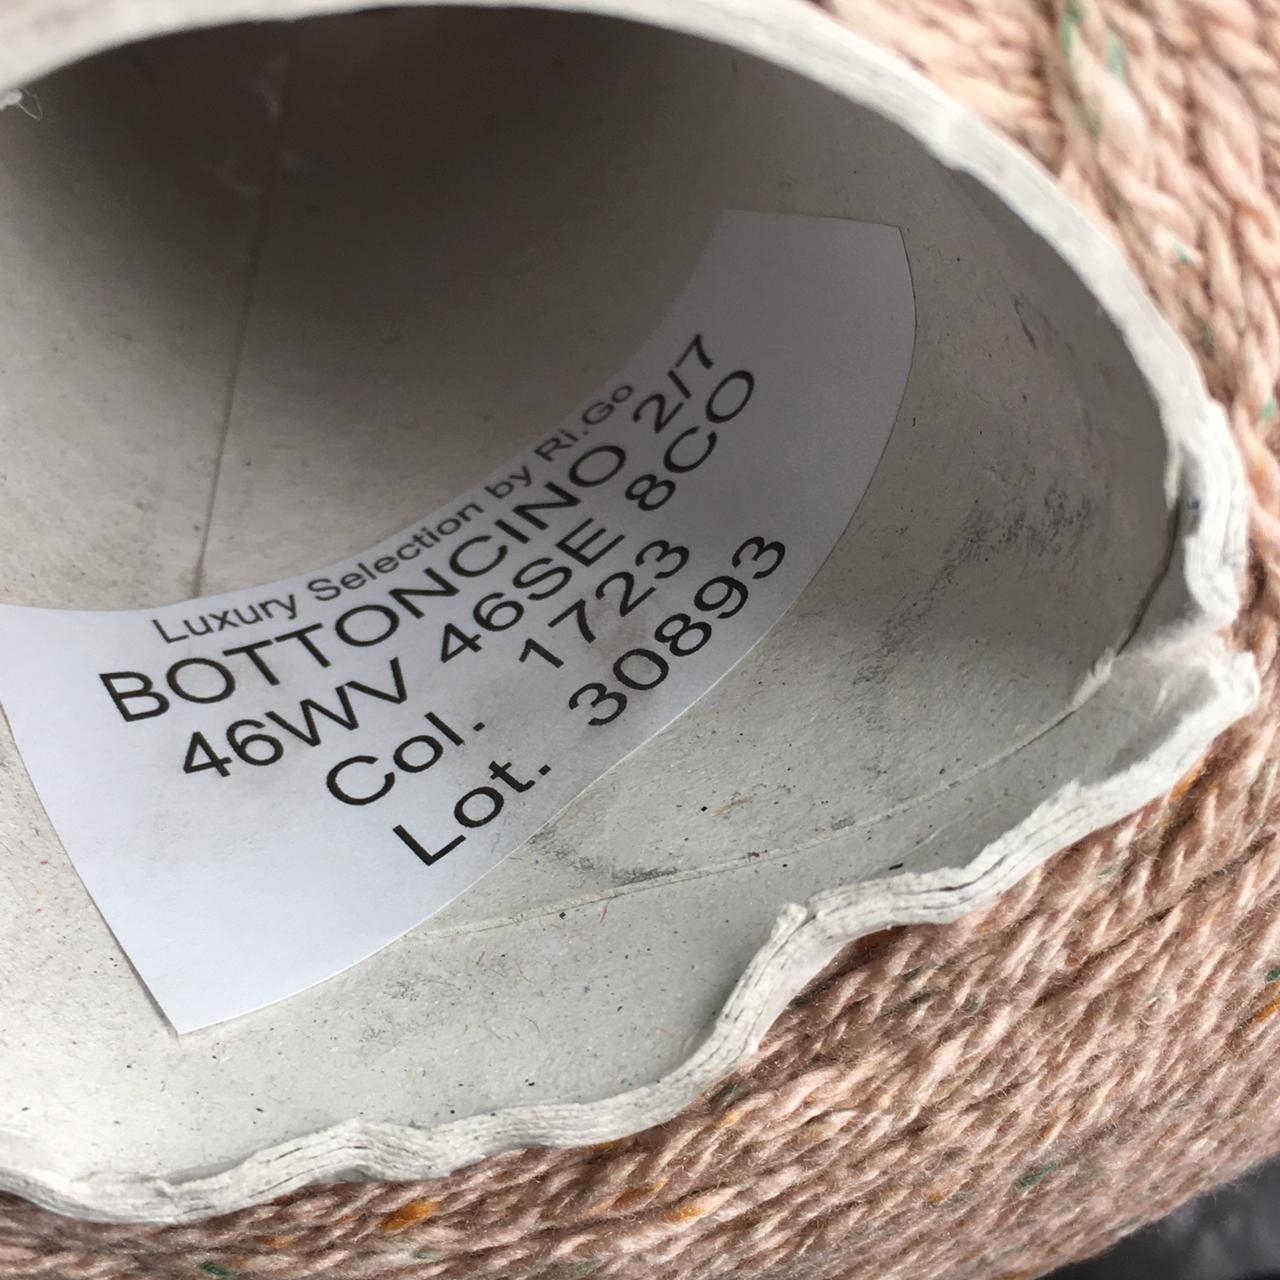 Luxury Selection by Ri.Go
BOTTONCINO 2/7
46WV 46SE 8CO
Col. 1723
Lot. 30893